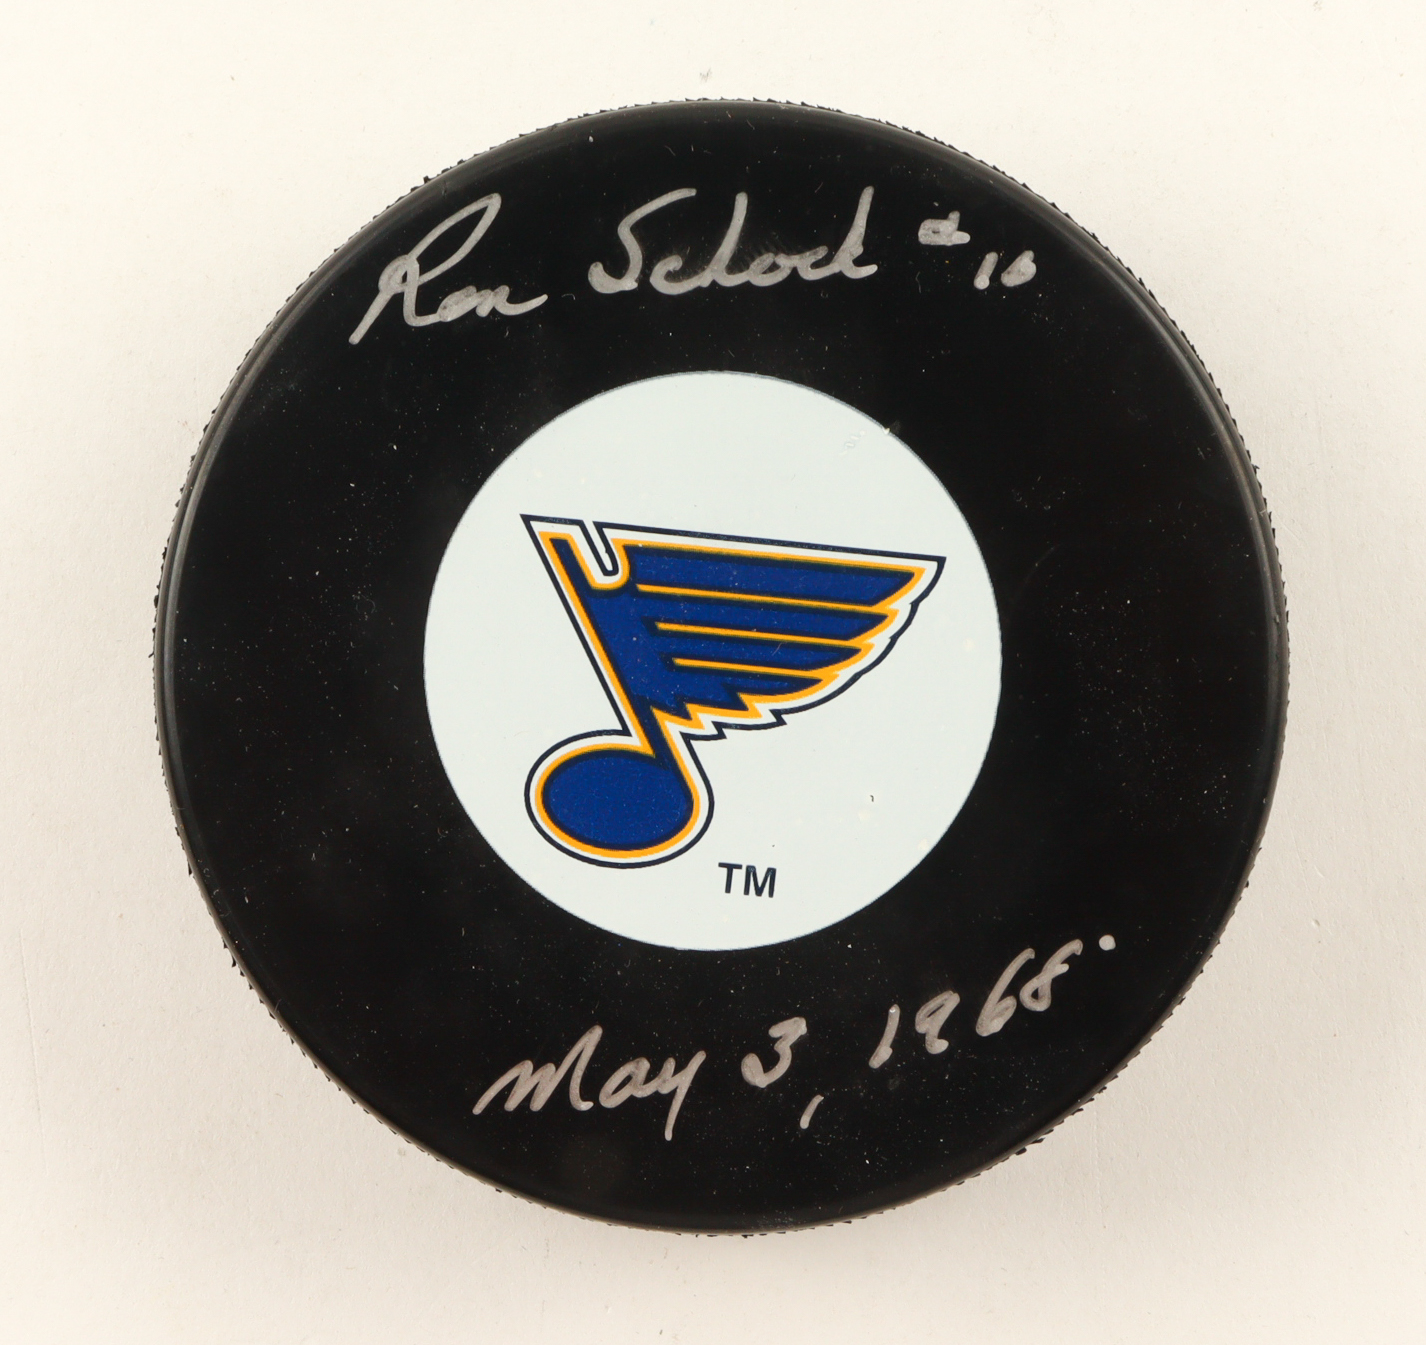 Ron Schock #10
TM
May 3, 1968.